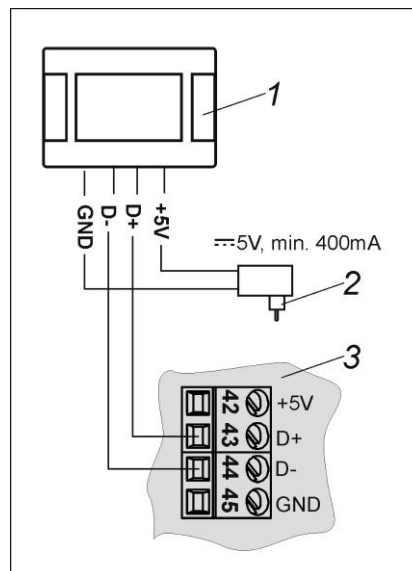 1
GND
D-
D+
+5V
⎓5V, min. 400mA
2
3
42 +5V
43 D+
44 D-
45 GND